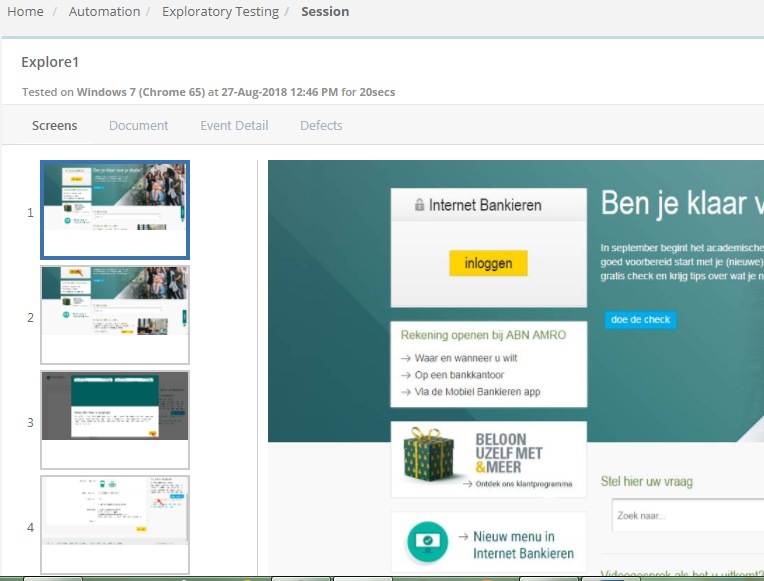 Home / Automation / Exploratory Testing / Session
Explore1
Tested on Windows 7 (Chrome 65) at 27-Aug-2018 12:46 PM for 20secs
Screens Document Event Detail Defects
1
2
3
4
Internet Bankieren
inloggen
Rekening openen bij ABN AMRO
→ Waar en wanneer u wilt
→ Op een bankkantoor
→ Via de Mobiel Bankieren app
BELOON
UZELF MET
&MEER
→ Ontdek ons klantprogramma
→ Nieuw menu in
Internet Bankieren
Ben je klaar v
In september begint het academische
goed voorbereid start met je (nieuwe)
gratis check en krijg tips over wat je n
doe de check
Stel hier uw vraag
Zoek naar...
Videogesprek als het u uitkomt?